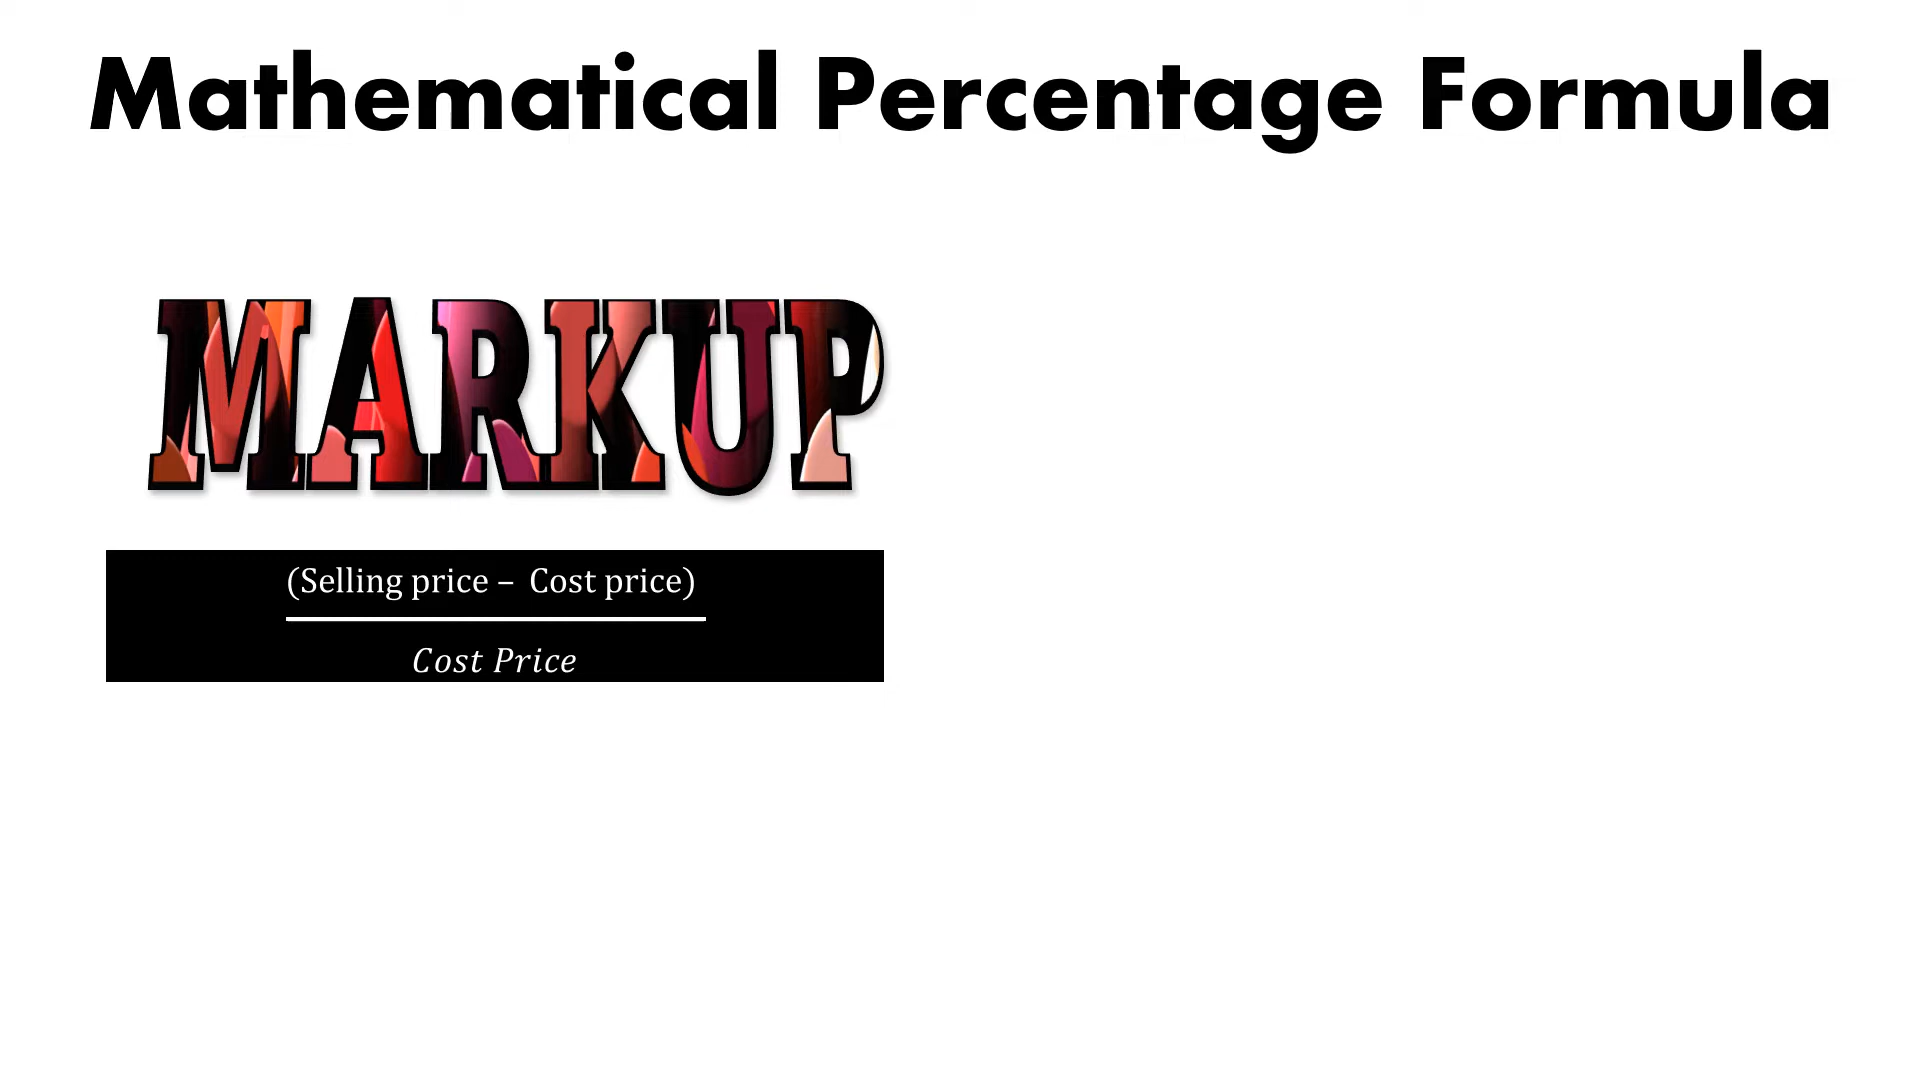 Mathematical Percentage Formula
MARKUP
(Selling price – Cost price)
Cost Price